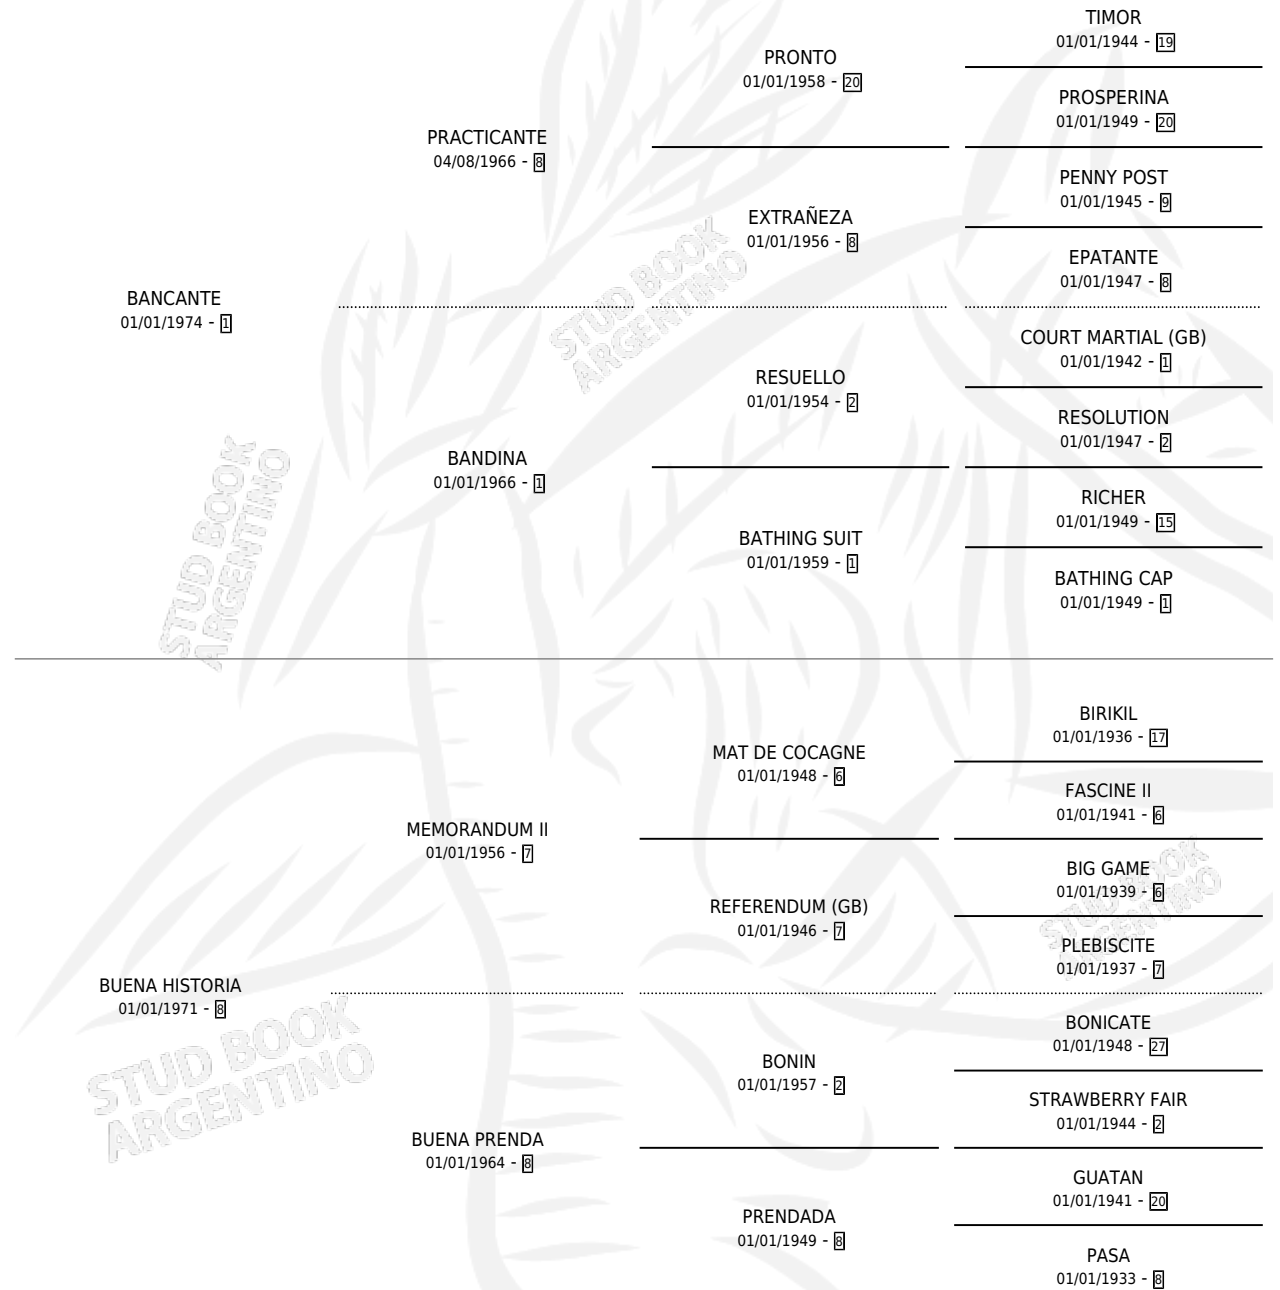 TIMOR
01/01/1944 - 19
PRONTO
01/01/1958 - 20
PROSPERINA
01/01/1949 - 20
PRACTICANTE
04/08/1966 - 8
PENNY POST
01/01/1945 - 9
EXTRAÑEZA
01/01/1956 - 8
EPATANTE
01/01/1947 - 8
BANCANTE
01/01/1974 - 1
STUD BOOK
ARGENTINO
COURT MARTIAL (GB)
01/01/1942 - 1
RESUELLO
01/01/1954 - 2
RESOLUTION
01/01/1947 - 2
BANDINA
01/01/1966 - 1
RICHER
01/01/1949 - 15
BATHING SUIT
01/01/1959 - 1
BATHING CAP
01/01/1949 - 1
STUD BOOK
ARGENTINO
BIRIKIL
01/01/1936 - 17
MAT DE COCAGNE
01/01/1948 - 6
FASCINE II
01/01/1941 - 6
MEMORANDUM II
01/01/1956 - 7
BIG GAME
01/01/1939 - 6
REFERENDUM (GB)
01/01/1946 - 7
PLEBISCITE
01/01/1937 - 7
STUD BOOK
ARGENTINO
BUENA HISTORIA
01/01/1971 - 8
BONICATE
01/01/1948 - 27
BONIN
01/01/1957 - 2
STRAWBERRY FAIR
01/01/1944 - 2
STUD BOOK
ARGENTINO
BUENA PRENDA
01/01/1964 - 8
GUATAN
01/01/1941 - 20
PRENDADA
01/01/1949 - 8
PASA
01/01/1933 - 8